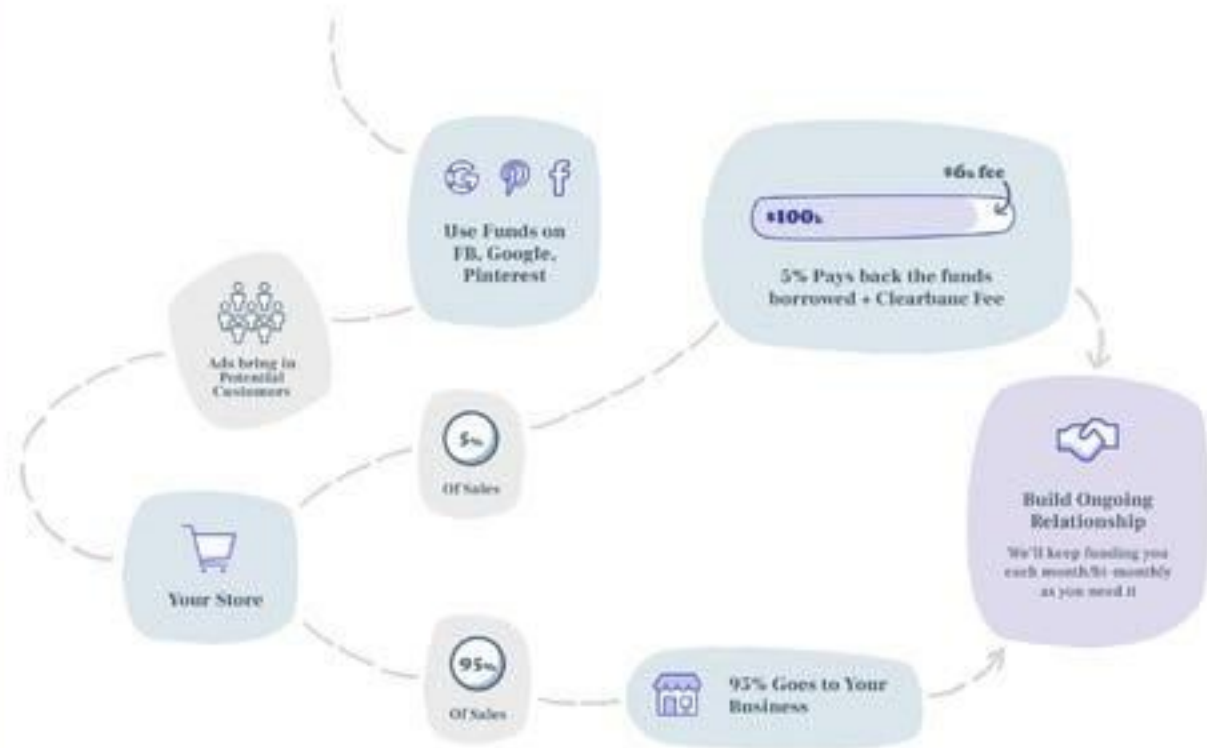 Use Funds on
FB, Google,
Pinterest
$6k fee
$100k
5% Pays back the funds
borrowed + Clearbanc Fee
Ads bring in
Potential
Customers
5%
Of Sales
Build Ongoing
Relationship
We'll keep funding you
each month/bi-monthly
as you need it
Your Store
95%
Of Sales
95% Goes to Your
Business